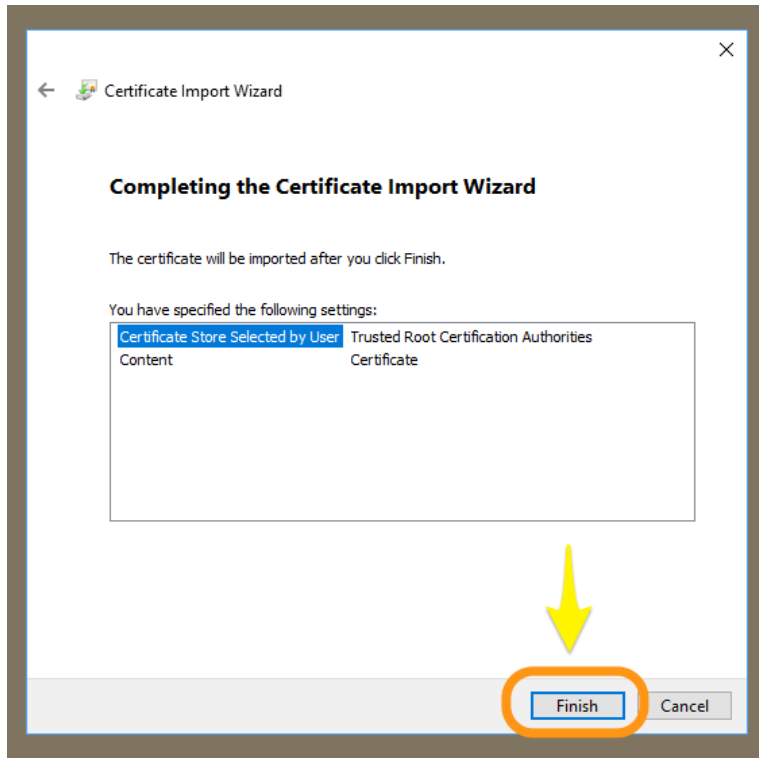 Certificate Import Wizard
Completing the Certificate Import Wizard
The certificate will be imported after you click Finish.
You have specified the following settings:
Certificate Store Selected by User Trusted Root Certification Authorities
Content Certificate
Finish Cancel